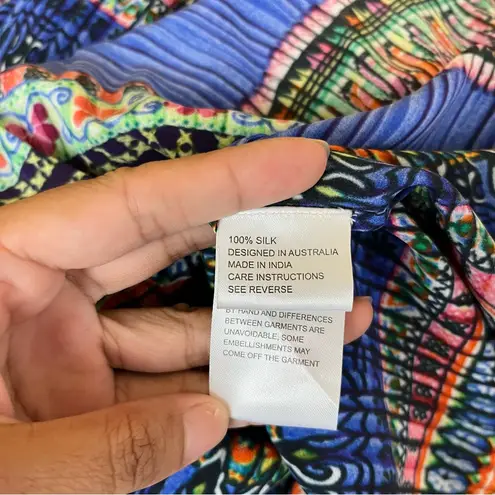 100% SILK
DESIGNED IN AUSTRALIA
MADE IN INDIA
CARE INSTRUCTIONS
SEE REVERSE
BY HAND AND DIFFERENCES
BETWEEN GARMENTS ARE
UNAVOIDABLE, SOME
EMBELLISHMENTS MAY
COME OFF THE GARMENT